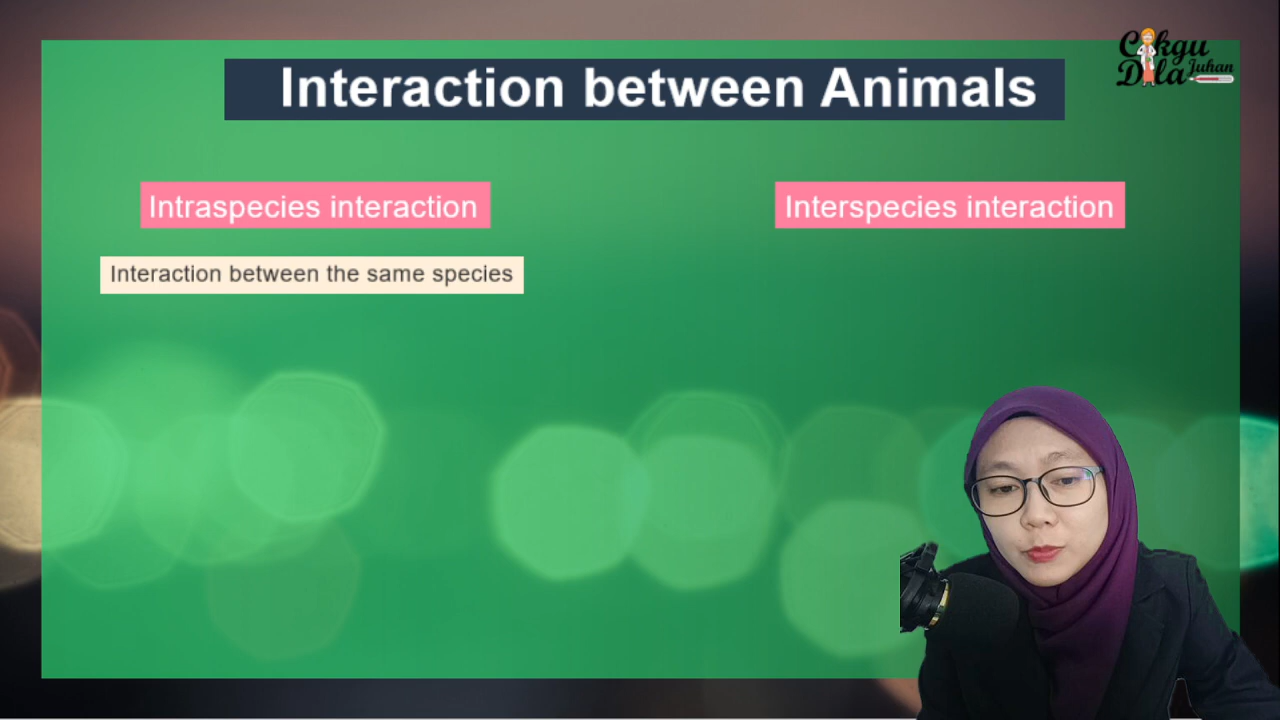 Interaction between Animals
Cikgu
Dila Juhan
Intraspecies interaction
Interspecies interaction
Interaction between the same species